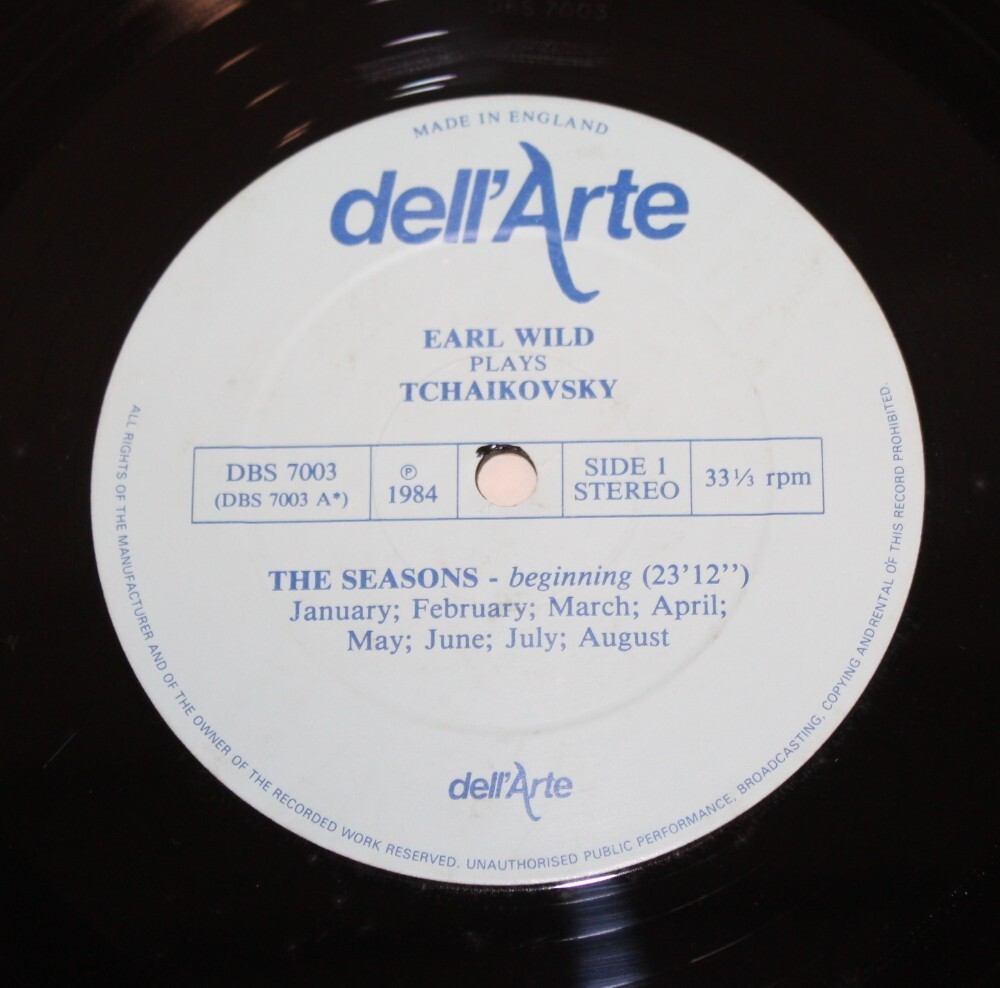 DBS 7003
MADE IN ENGLAND
dell'Arte
EARL WILD
PLAYS
TCHAIKOVSKY
DBS 7003
(DBS 7003 A*)
℗
1984
SIDE 1
STEREO
33⅓ rpm
THE SEASONS - beginning (23'12'')
January; February; March; April;
May; June; July; August
dell'Arte
ALL RIGHTS OF THE MANUFACTURER AND OF THE OWNER OF THE RECORDED WORK RESERVED. UNAUTHORISED PUBLIC PERFORMANCE, BROADCASTING, COPYING AND RENTAL OF THIS RECORD PROHIBITED.